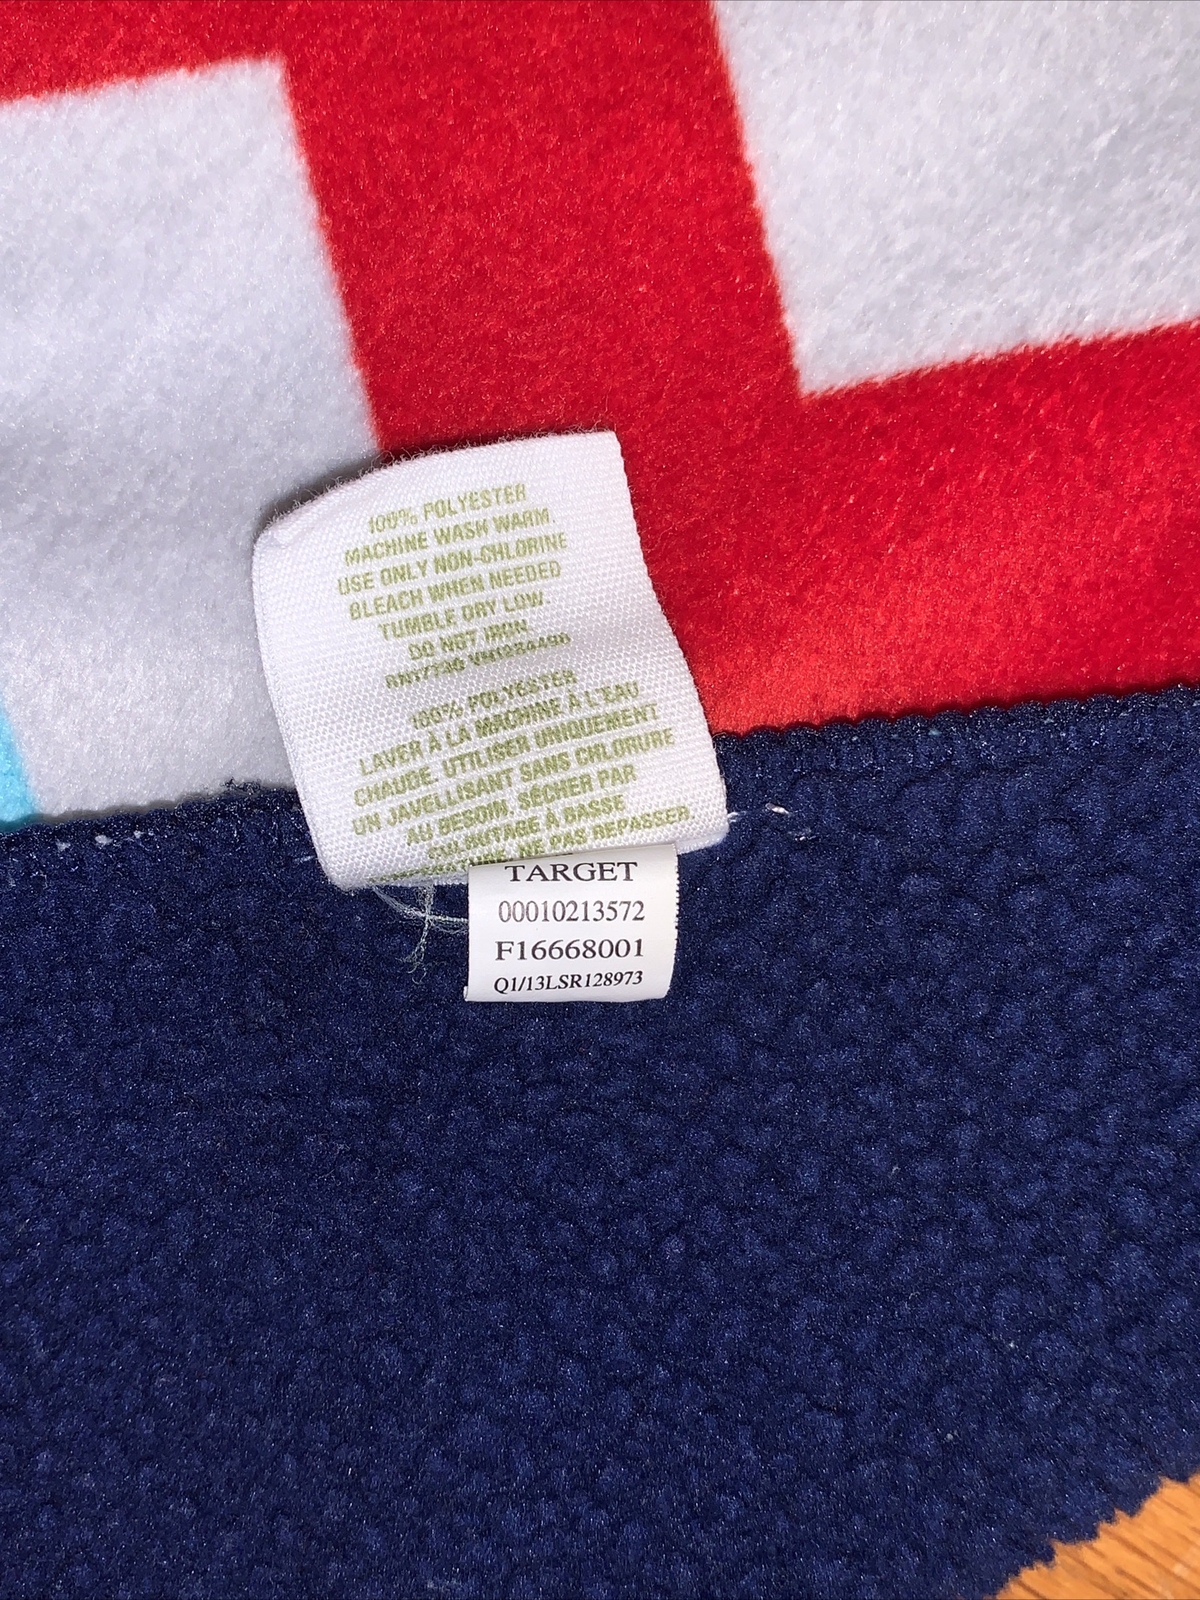 100% POLYESTER
MACHINE WASH WARM.
USE ONLY NON-CHLORINE
BLEACH WHEN NEEDED
TUMBLE DRY LOW.
DO NOT IRON.
100% POLYESTER
LAVER À LA MACHINE À L'EAU
CHAUDE. UTILISER UNIQUEMENT
UN JAVELLISANT SANS CHLORURE
AU BESOIN. SÉCHER PAR
CULBUTAGE À BASSE
NE PAS REPASSER.
TARGET
00010213572
F16668001
Q1/13LSR128973